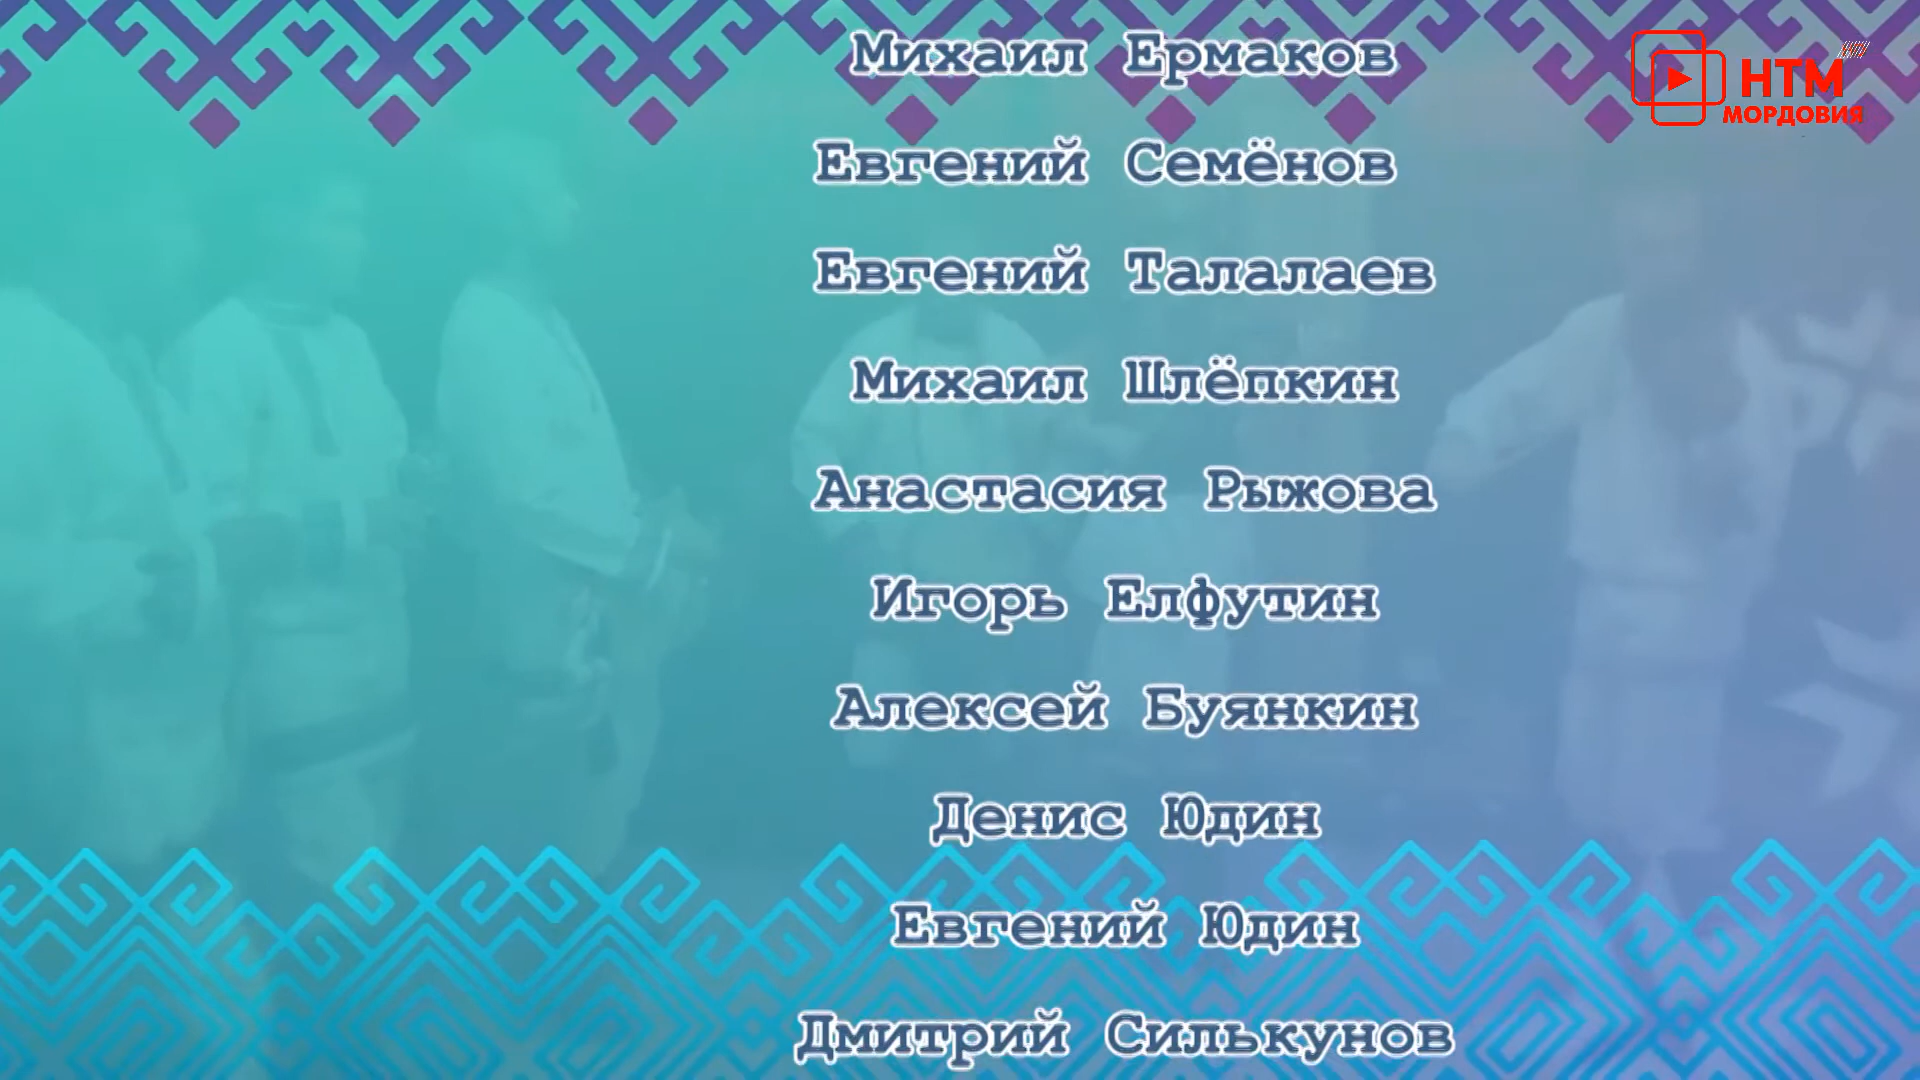 Михаил Ермаков
НТМ
МОРДОВИЯ
Евгений Семёнов
Евгений Талалаев
Михаил Шлёпкин
Анастасия Рыжова
Игорь Елфутин
Алексей Буянкин
Денис Юдин
Евгений Юдин
Дмитрий Силькунов